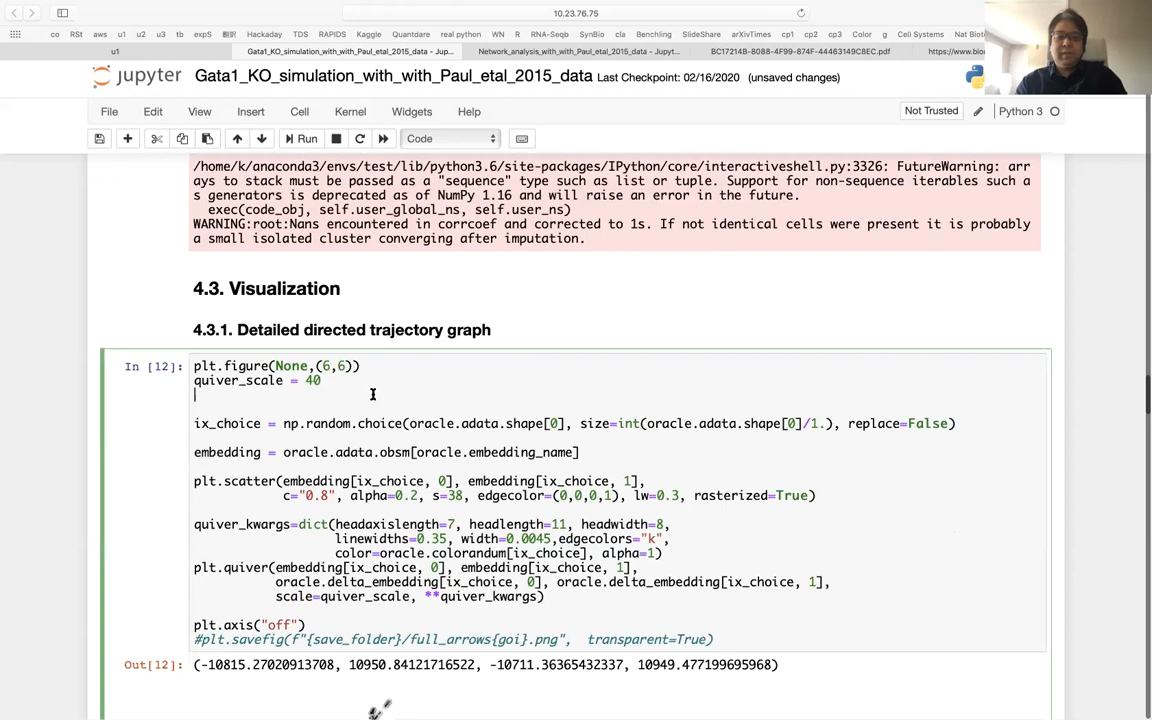 10.23.76.75
co RSt aws u1 u2 u3 tb expS 翻訳 Hackaday TDS RAPIDS Kaggle Quantdare real python WN R RNA-Seqb SynBio cla Benchling SlideShare arXivTimes cp1 cp2 Color g Cell Systems Nat Biot
u1 Gata1_KO_simulation_with_with_Paul_etal_2015_data - Jup... Network_analysis_with_with_Paul_etal_2015_data - Jupyt... BC17214B-8088-4F99-874F-44463149C8EC.pdf https://www.bior
jupyter Gata1_KO_simulation_with_with_Paul_etal_2015_data Last Checkpoint: 02/16/2020 (unsaved changes)
File Edit View Insert Cell Kernel Widgets Help Not Trusted Python 3
Run Code
/home/k/anaconda3/envs/test/lib/python3.6/site-packages/IPython/core/interactiveshell.py:3326: FutureWarning: arr
ays to stack must be passed as a "sequence" type such as list or tuple. Support for non-sequence iterables such a
s generators is deprecated as of NumPy 1.16 and will raise an error in the future.
exec(code_obj, self.user_global_ns, self.user_ns)
WARNING:root:Nans encountered in corrcoef and corrected to 1s. If not identical cells were present it is probably
a small isolated cluster converging after imputation.
4.3. Visualization
4.3.1. Detailed directed trajectory graph
In [12]: plt.figure(None,(6,6))
quiver_scale = 40
ix_choice = np.random.choice(oracle.adata.shape[0], size=int(oracle.adata.shape[0]/1.), replace=False)
embedding = oracle.adata.obsm[oracle.embedding_name]
plt.scatter(embedding[ix_choice, 0], embedding[ix_choice, 1],
c="0.8", alpha=0.2, s=38, edgecolor=(0,0,0,1), lw=0.3, rasterized=True)
quiver_kwargs=dict(headaxislength=7, headlength=11, headwidth=8,
linewidths=0.35, width=0.0045,edgecolors="k",
color=oracle.colorandum[ix_choice], alpha=1)
plt.quiver(embedding[ix_choice, 0], embedding[ix_choice, 1],
oracle.delta_embedding[ix_choice, 0], oracle.delta_embedding[ix_choice, 1],
scale=quiver_scale, **quiver_kwargs)
plt.axis("off")
#plt.savefig(f"{save_folder}/full_arrows{goi}.png", transparent=True)
Out[12]: (-10815.27020913708, 10950.84121716522, -10711.36365432337, 10949.477199695968)